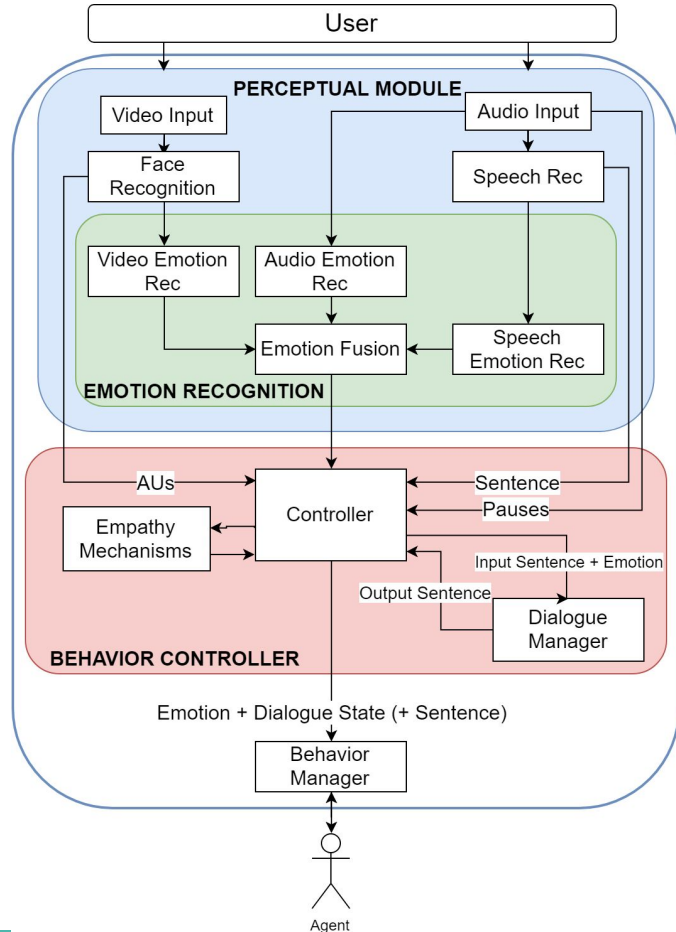 User
PERCEPTUAL MODULE
Video Input
Audio Input
Face
Recognition
Speech Rec
Video Emotion
Rec
Audio Emotion
Rec
Emotion Fusion
Speech
Emotion Rec
EMOTION RECOGNITION
AUs
Controller
Sentence
Pauses
Empathy
Mechanisms
Input Sentence + Emotion
Output Sentence
Dialogue
Manager
BEHAVIOR CONTROLLER
Emotion + Dialogue State (+ Sentence)
Behavior
Manager
Agent